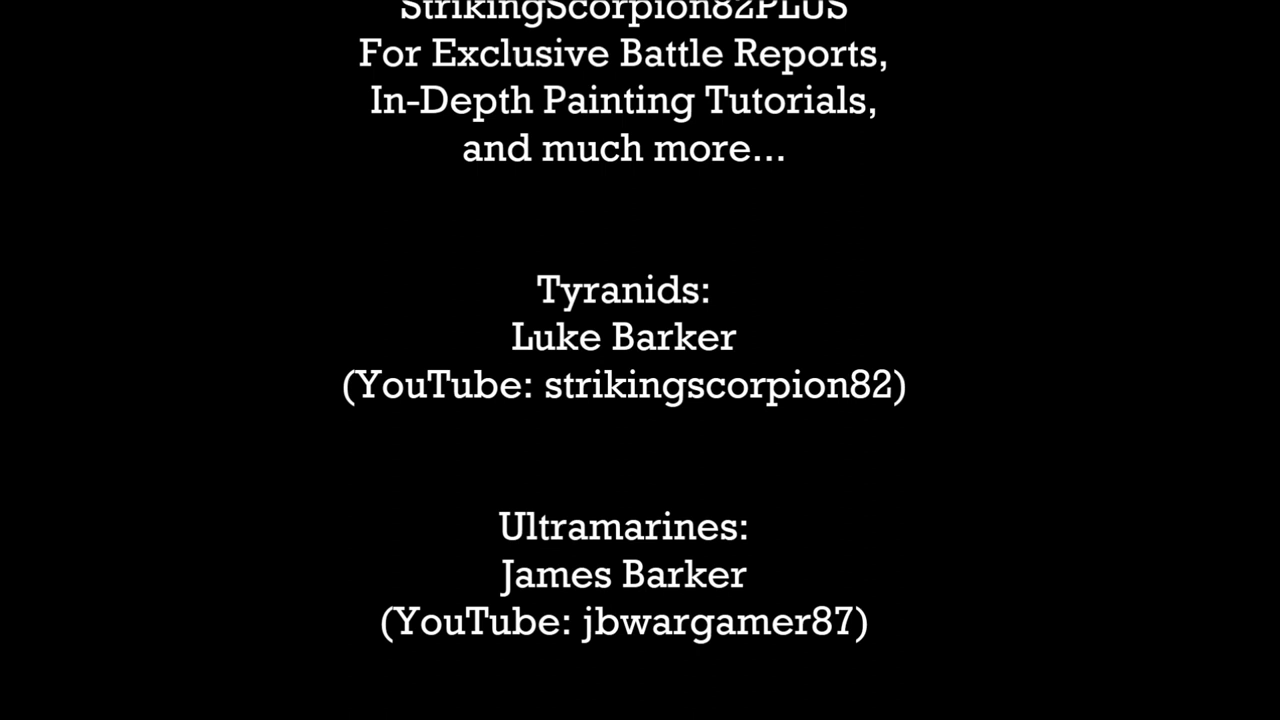 StrikingScorpion82PLUS
For Exclusive Battle Reports,
In-Depth Painting Tutorials,
and much more...
Tyranids:
Luke Barker
(YouTube: strikingscorpion82)
Ultramarines:
James Barker
(YouTube: jbwargamer87)